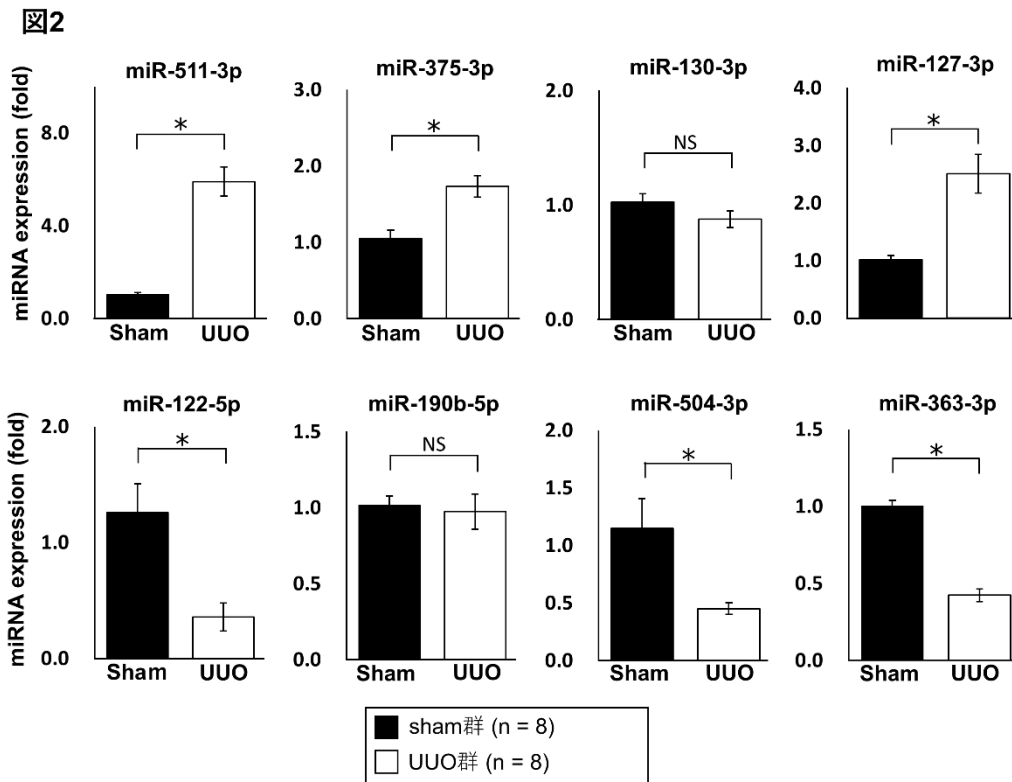 図2
miR-511-3p
miRNA expression (fold)
8.0
4.0
0.0
*
Sham UUO
miR-375-3p
3.0
2.0
1.0
0.0
*
Sham UUO
miR-130-3p
2.0
1.0
0.0
NS
Sham UUO
miR-127-3p
4.0
3.0
2.0
1.0
0.0
*
Sham UUO
miR-122-5p
miRNA expression (fold)
2.0
1.0
0.0
*
Sham UUO
miR-190b-5p
1.5
1.0
0.5
0.0
NS
Sham UUO
miR-504-3p
2.0
1.5
1.0
0.5
0.0
*
Sham UUO
miR-363-3p
1.5
1.0
0.5
0.0
*
Sham UUO
sham群 (n = 8)
UUO群 (n = 8)